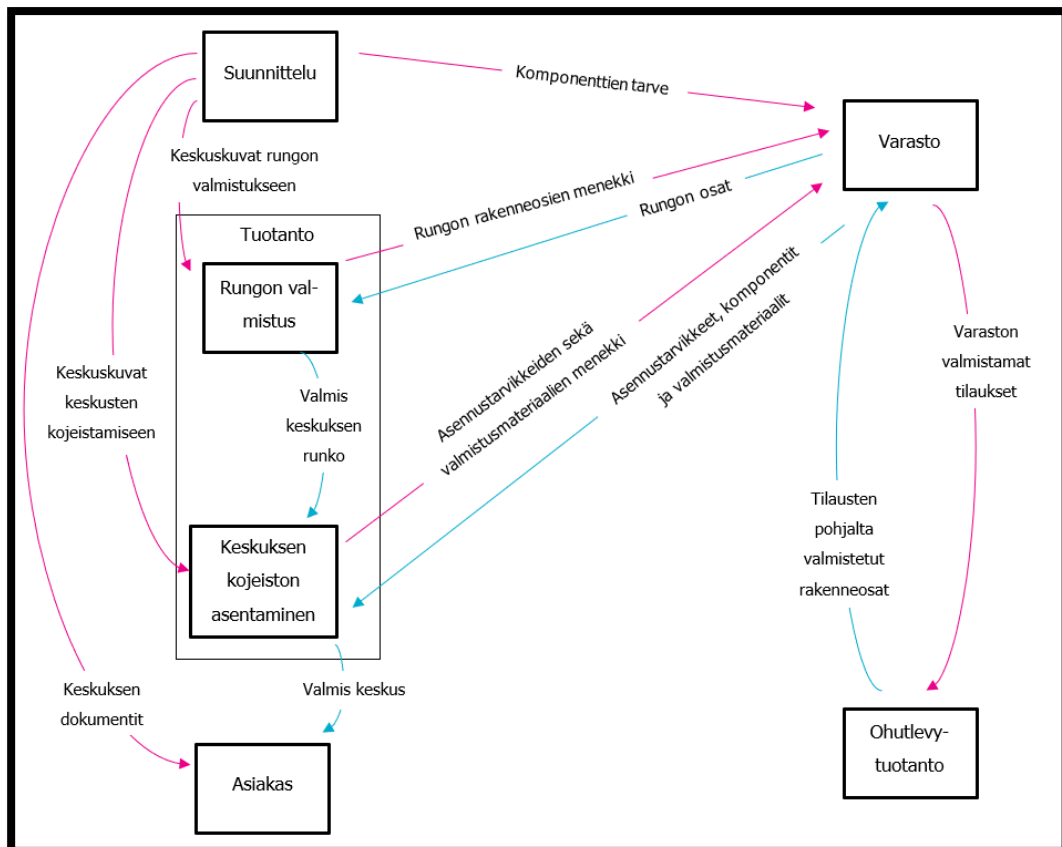 Suunnittelu
Komponenttien tarve
Varasto
Keskuskuvat rungon
valmistukseen
Rungon rakenneosien menekki
Rungon osat
Tuotanto
Rungon val-
mistus
Keskuskuvat
keskusten
kojeistamiseen
Valmis
keskuksen
runko
Asennustarvikkeiden sekä
valmistusmateriaalien menekki
Asennustarvikkeet, komponentit
ja valmistusmateriaalit
Varaston
valmistamat
tilaukset
Tilausten
pohjalta
valmistetut
rakenneosat
Keskuksen
kojeiston
asentaminen
Keskuksen
dokumentit
Valmis keskus
Asiakas
Ohutlevy-
tuotanto